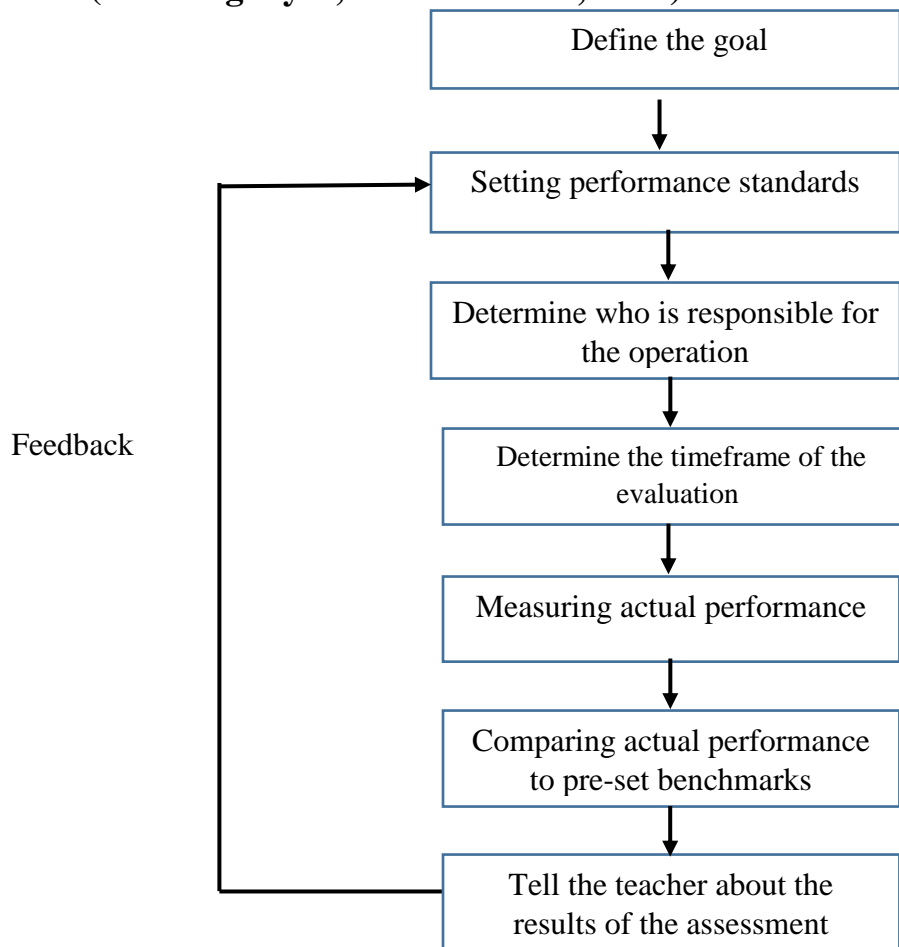 Define the goal
Setting performance standards
Determine who is responsible for
the operation
Feedback
Determine the timeframe of the
evaluation
Measuring actual performance
Comparing actual performance
to pre-set benchmarks
Tell the teacher about the
results of the assessment